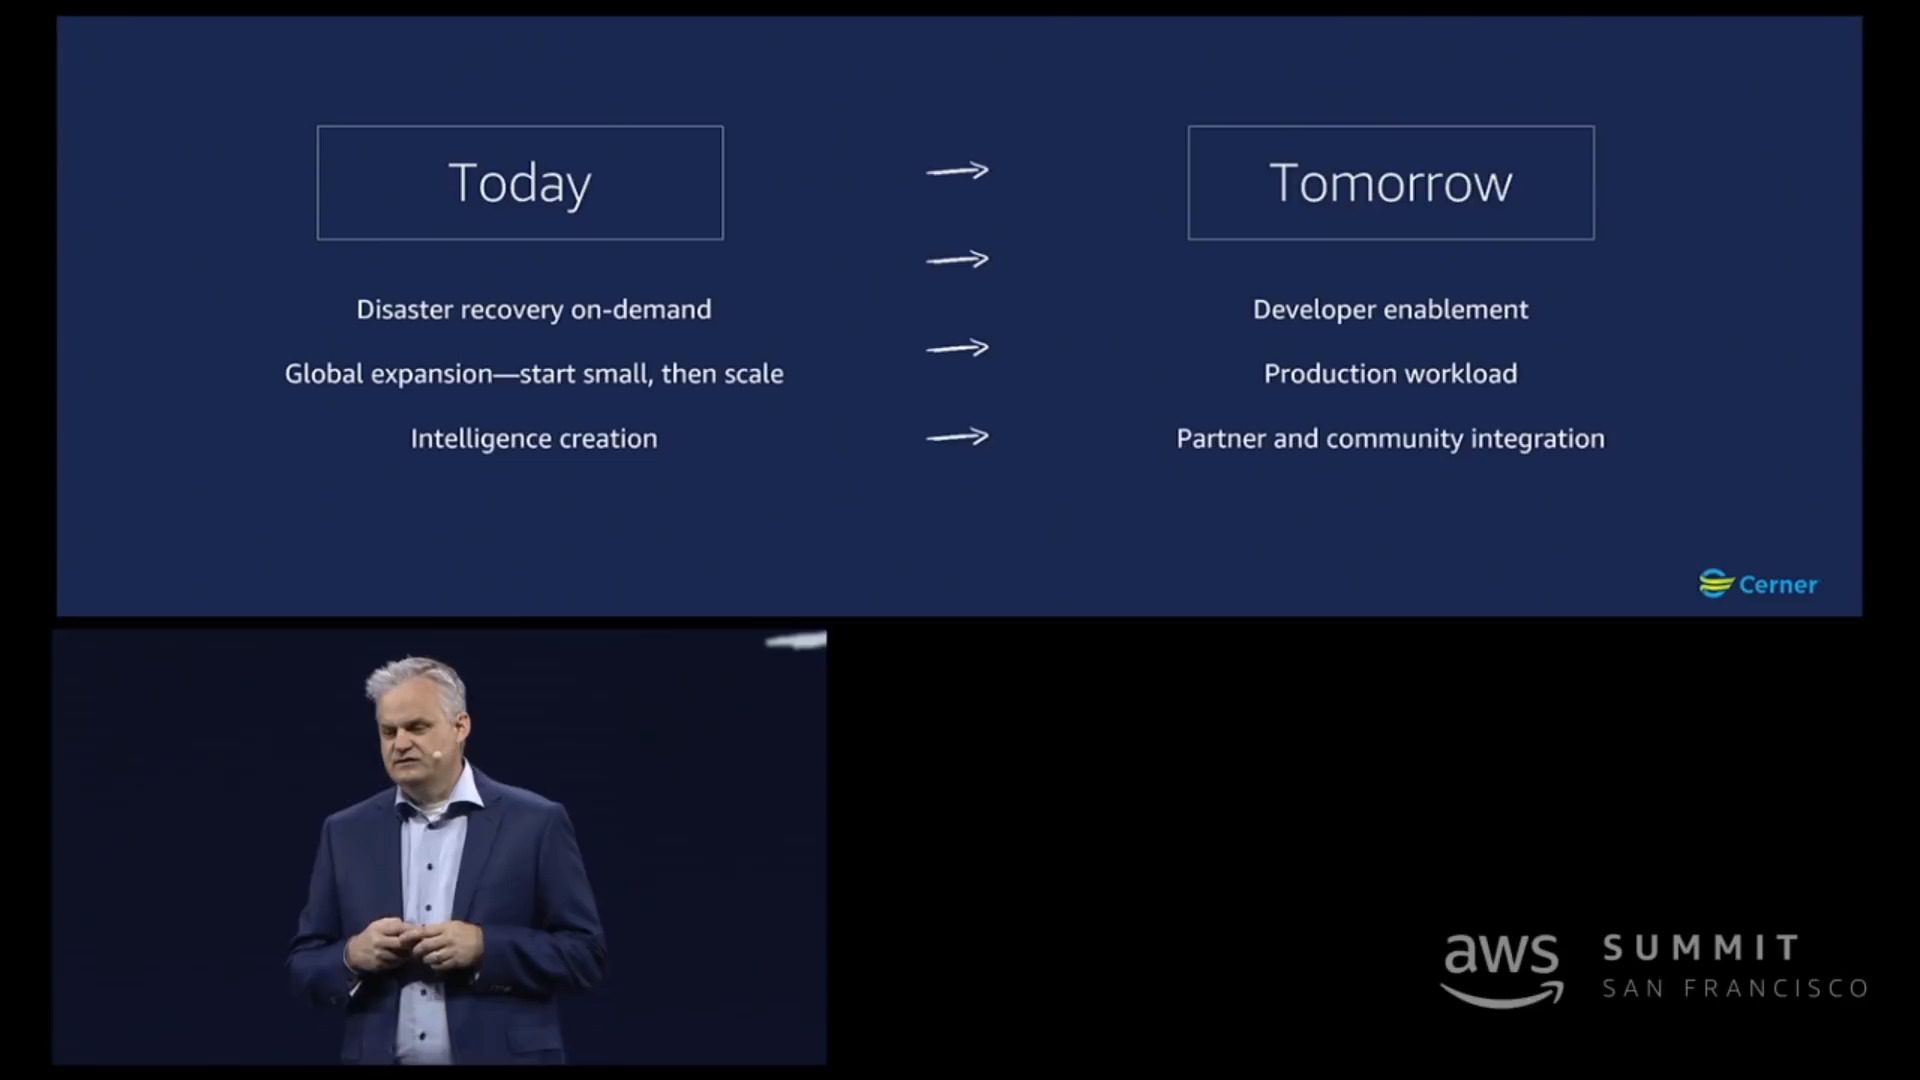 Today
Tomorrow
Disaster recovery on-demand
Developer enablement
Global expansion—start small, then scale
Production workload
Intelligence creation
Partner and community integration
Cerner
aws
SUMMIT
SAN FRANCISCO